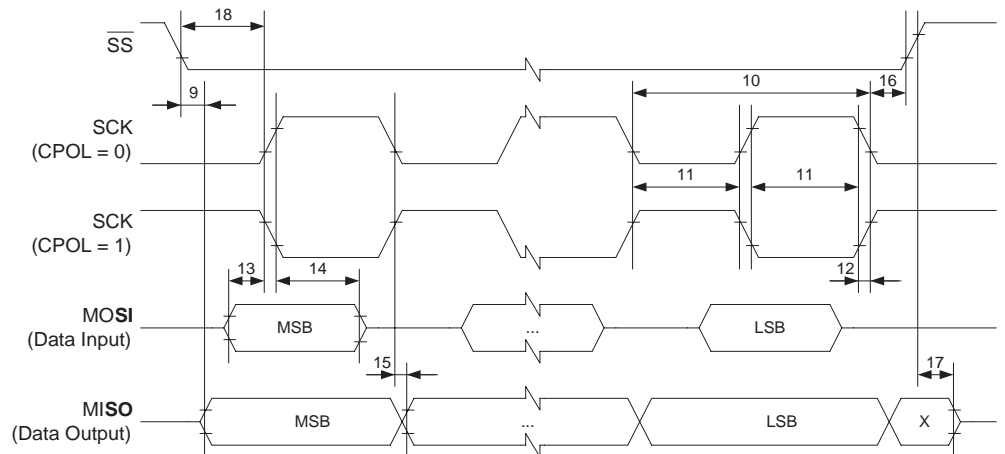 18
SS
9
10
16
SCK
(CPOL = 0)
11
11
SCK
(CPOL = 1)
13
14
12
MOSI
(Data Input)
MSB
...
LSB
15
17
MISO
(Data Output)
MSB
...
LSB
X